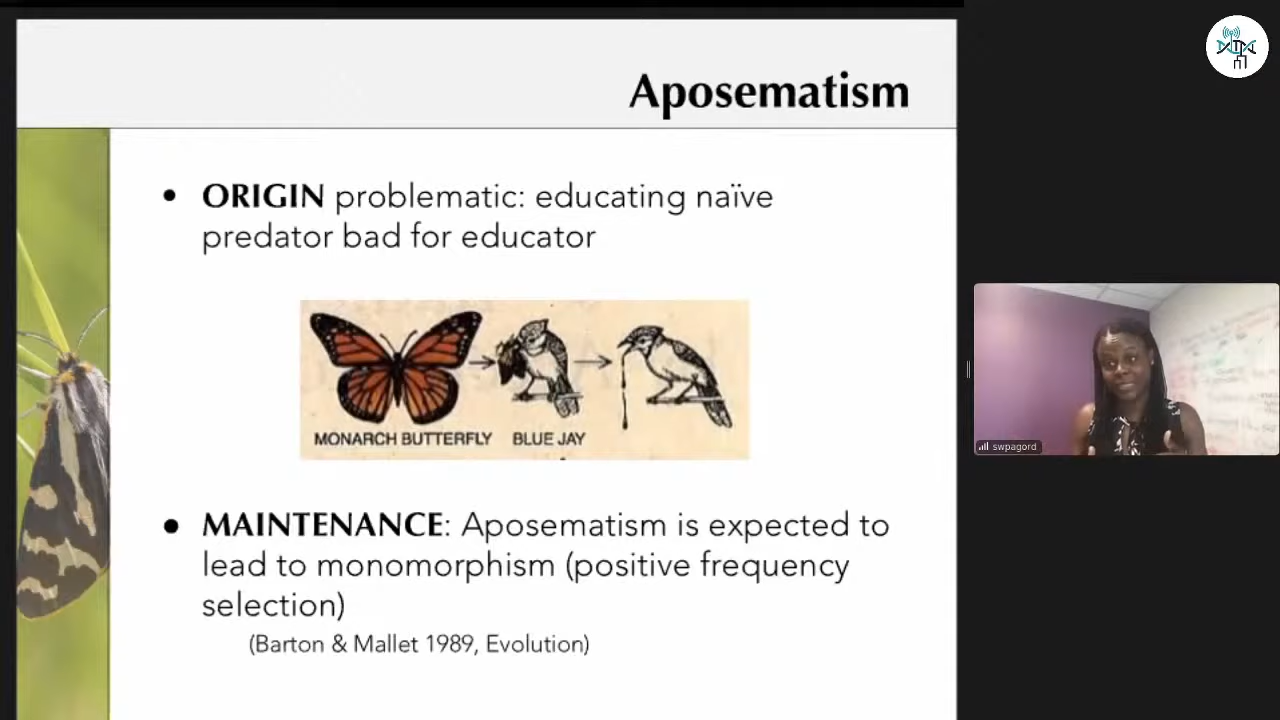 Aposematism
• ORIGIN problematic: educating naïve
predator bad for educator
MONARCH BUTTERFLY BLUE JAY
• MAINTENANCE: Aposematism is expected to
lead to monomorphism (positive frequency
selection)
(Barton & Mallet 1989, Evolution)
swpagord